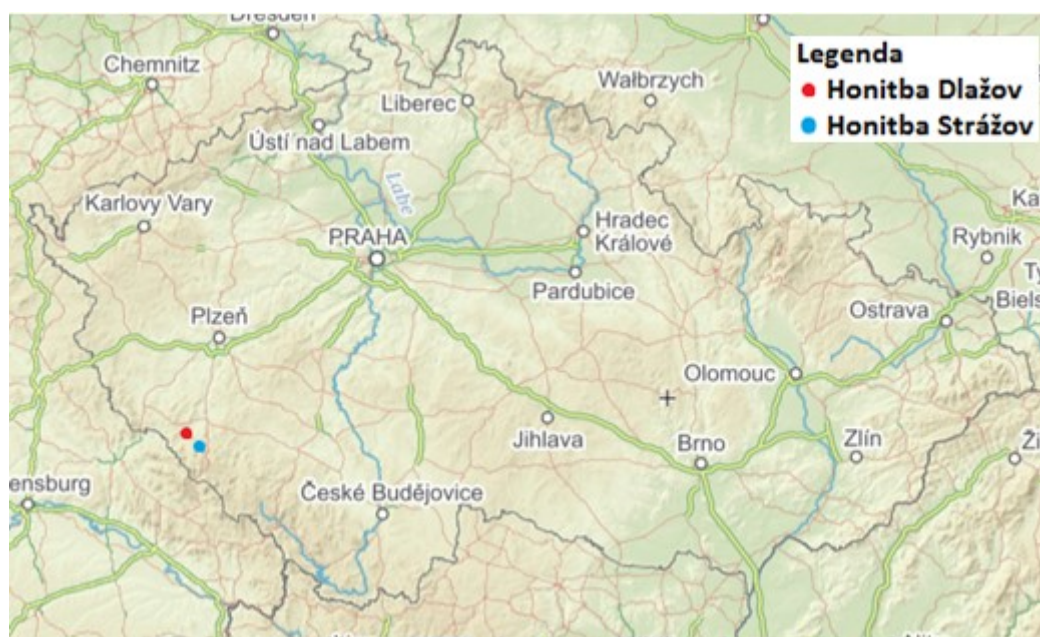 Dresden
Legenda
Honitba Dlažov
Honitba Strážov
Chemnitz
Wałbrzych
Liberec
Ústí nad Labem
Labe
Karlovy Vary
Hradec
Králové
PRAHA
Rybnik
Pardubice
Plzeň
Ostrava
Olomouc
Jihlava
Brno
Zlín
České Budějovice